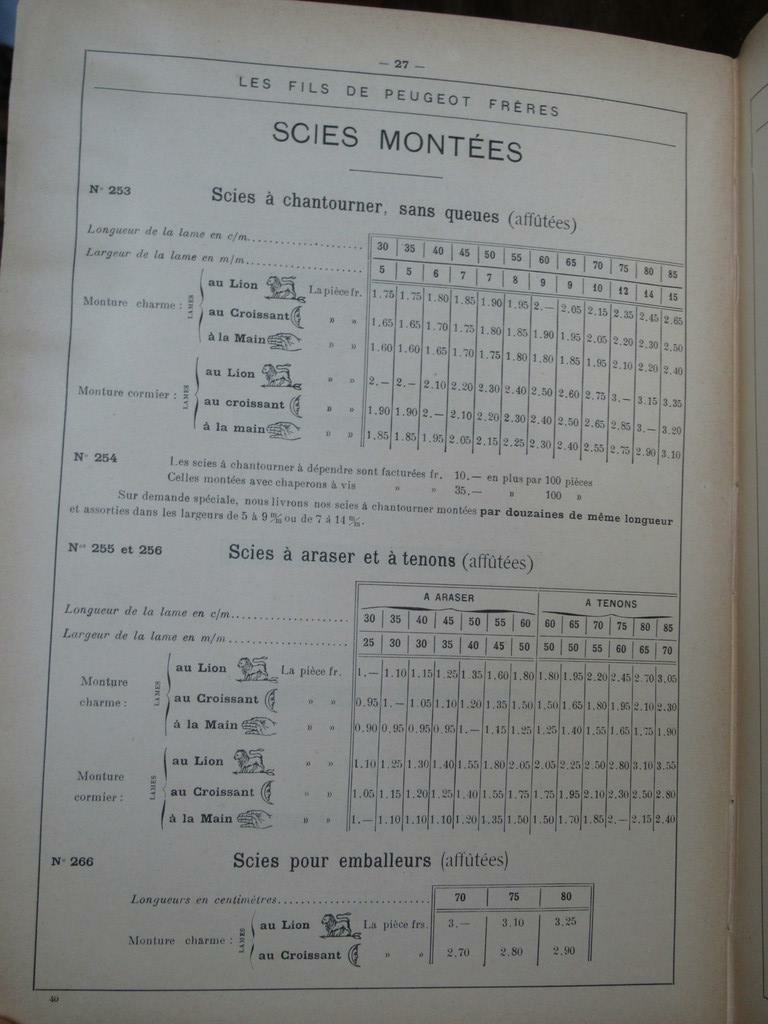 — 27 —
LES FILS DE PEUGEOT FRÈRES
SCIES MONTÉES
N° 253 Scies à chantourner, sans queues (affûtées)
Longueur de la lame en c/m 30 35 40 45 50 55 60 65 70 75 80 85
Largeur de la lame en m/m 5 5 6 7 7 8 9 9 10 12 14 15
Monture charme : LAMES
au Lion La pièce fr. 1.75 1.75 1.80 1.85 1.90 1.95 2.— 2.05 2.15 2.35 2.45 2.65
au Croissant » » 1.65 1.65 1.70 1.75 1.80 1.85 1.90 1.95 2.05 2.20 2.30 2.50
à la Main » » 1.60 1.60 1.65 1.70 1.75 1.80 1.80 1.85 1.95 2.10 2.20 2.40
Monture cormier : LAMES
au Lion » » 2.— 2.— 2.10 2.20 2.30 2.40 2.50 2.60 2.75 3.— 3.15 3.35
au croissant » » 1.90 1.90 2.— 2.10 2.20 2.30 2.40 2.50 2.65 2.85 3.— 3.20
à la main » » 1.85 1.85 1.95 2.05 2.15 2.25 2.30 2.40 2.55 2.75 2.90 3.10
N° 254 Les scies à chantourner à dépendre sont facturées fr. 10.— en plus par 100 pièces
Celles montées avec chaperons à vis » » 35.— » 100 »
Sur demande spéciale, nous livrons nos scies à chantourner montées par douzaines de même longueur
et assorties dans les largeurs de 5 à 9 m/m ou de 7 à 14 m/m.
Nos 255 et 256 Scies à araser et à tenons (affûtées)
A ARASER A TENONS
Longueur de la lame en c/m 30 35 40 45 50 55 60 60 65 70 75 80 85
Largeur de la lame en m/m 25 30 30 35 40 45 50 50 50 55 60 65 70
Monture charme : LAMES
au Lion La pièce fr. 1.— 1.10 1.15 1.25 1.35 1.60 1.80 1.80 1.95 2.20 2.45 2.70 3.05
au Croissant » » 0.95 1.— 1.05 1.10 1.20 1.35 1.50 1.50 1.65 1.80 1.95 2.10 2.30
à la Main » » 0.90 0.95 0.95 0.95 1.— 1.15 1.25 1.25 1.40 1.55 1.65 1.75 1.90
Monture cormier : LAMES
au Lion » » 1.10 1.25 1.30 1.40 1.55 1.80 2.05 2.05 2.25 2.50 2.80 3.10 3.55
au Croissant » » 1.05 1.15 1.20 1.25 1.40 1.55 1.75 1.75 1.95 2.10 2.30 2.50 2.80
à la Main » » 1.— 1.10 1.10 1.10 1.20 1.35 1.50 1.50 1.70 1.85 2.— 2.15 2.40
N° 266 Scies pour emballeurs (affûtées)
Longueurs en centimètres 70 75 80
Monture charme : LAMES
au Lion La pièce frs. 3.— 3.10 3.25
au Croissant » » 2.70 2.80 2.90
40